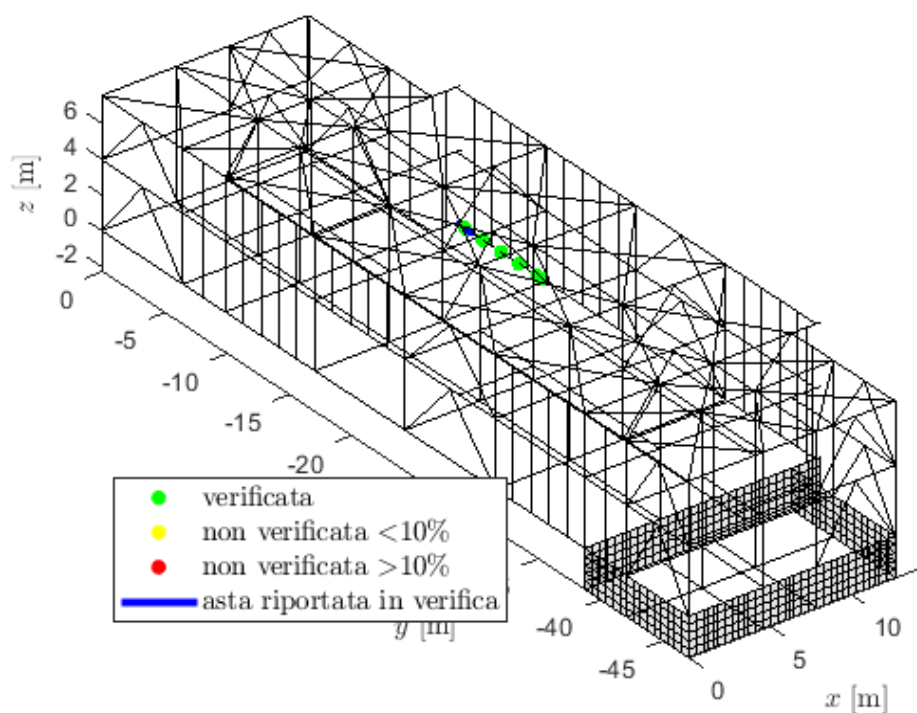 6
4
2
0
-2
z [m]
0
-5
-10
-15
-20
-40
-45
y [m]
0
5
10
x [m]
verificata
non verificata <10%
non verificata >10%
asta riportata in verifica